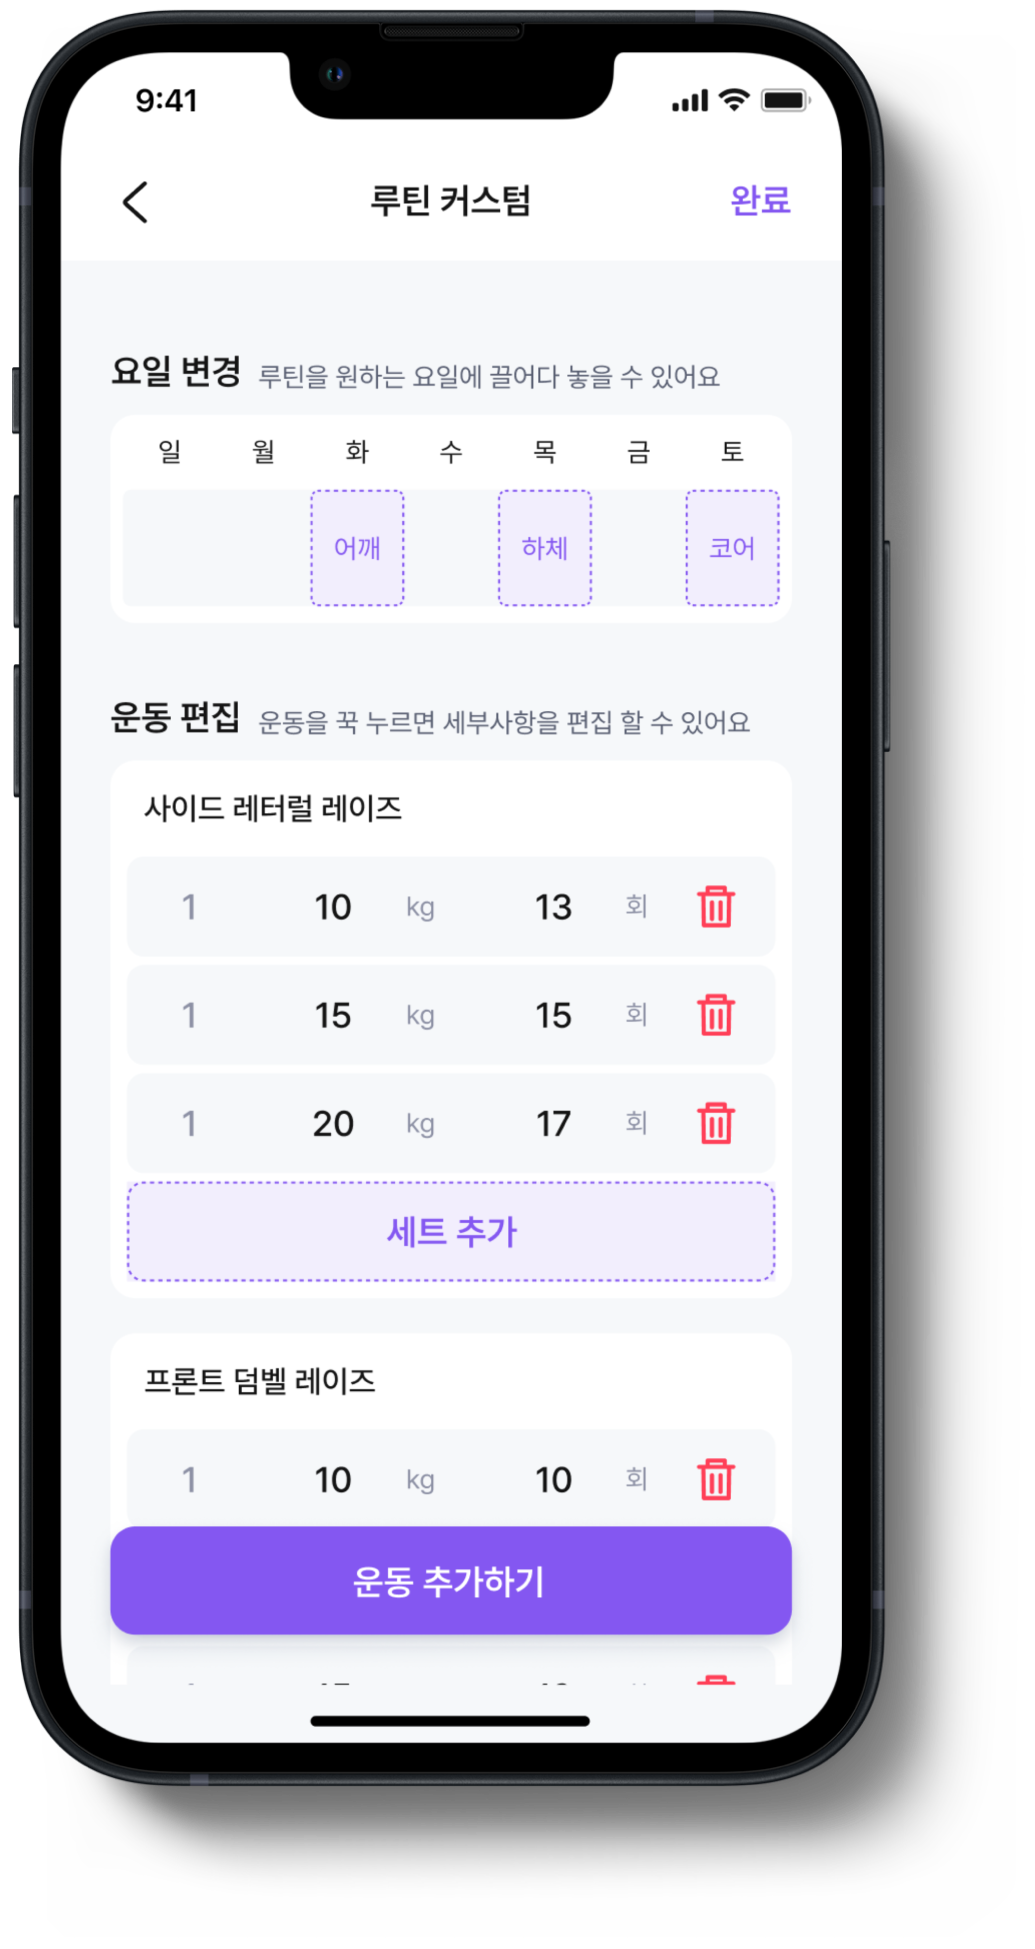 9:41
루틴 커스텀 완료
요일 변경 루틴을 원하는 요일에 끌어다 놓을 수 있어요
일 월 화 수 목 금 토
어깨 하체 코어
운동 편집 운동을 꾹 누르면 세부사항을 편집 할 수 있어요
사이드 레터럴 레이즈
1 10 kg 13 회
1 15 kg 15 회
1 20 kg 17 회
세트 추가
프론트 덤벨 레이즈
1 10 kg 10 회
운동 추가하기